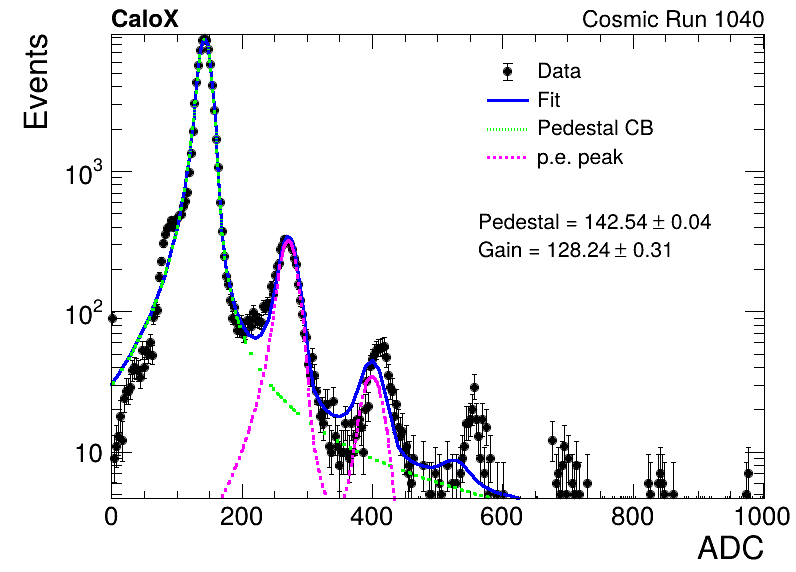 CaloX Cosmic Run 1040
Events
Data
Fit
Pedestal CB
p.e. peak
Pedestal = 142.54 ± 0.04
Gain = 128.24 ± 0.31
10³
10²
10
0 200 400 600 800 1000
ADC